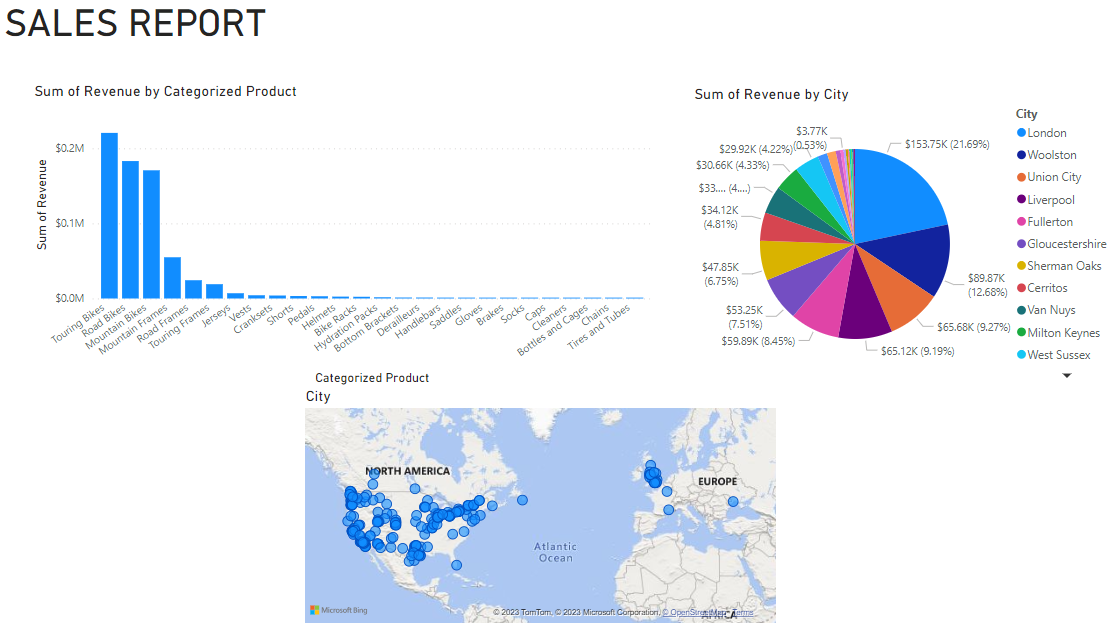 SALES REPORT
Sum of Revenue by Categorized Product
Sum of Revenue
$0.2M
$0.1M
$0.0M
Touring Bikes
Road Bikes
Mountain Bikes
Mountain Frames
Road Frames
Touring Frames
Jerseys
Vests
Cranksets
Shorts
Pedals
Helmets
Bike Racks
Hydration Packs
Bottom Brackets
Derailleurs
Handlebars
Saddles
Gloves
Brakes
Socks
Caps
Cleaners
Bottles and Cages
Chains
Tires and Tubes
Categorized Product
Sum of Revenue by City
$153.75K (21.69%)
$89.87K
(12.68%)
$65.68K (9.27%)
$65.12K (9.19%)
$59.89K (8.45%)
$53.25K
(7.51%)
$47.85K
(6.75%)
$34.12K
(4.81%)
$33.... (4....)
$30.66K (4.33%)
$29.92K (4.22%)
$3.77K
(0.53%)
City
London
Woolston
Union City
Liverpool
Fullerton
Gloucestershire
Sherman Oaks
Cerritos
Van Nuys
Milton Keynes
West Sussex
City
NORTH AMERICA
EUROPE
Atlantic
Ocean
AFRICA
Microsoft Bing
© 2023 TomTom, © 2023 Microsoft Corporation, © OpenStreetMap Terms